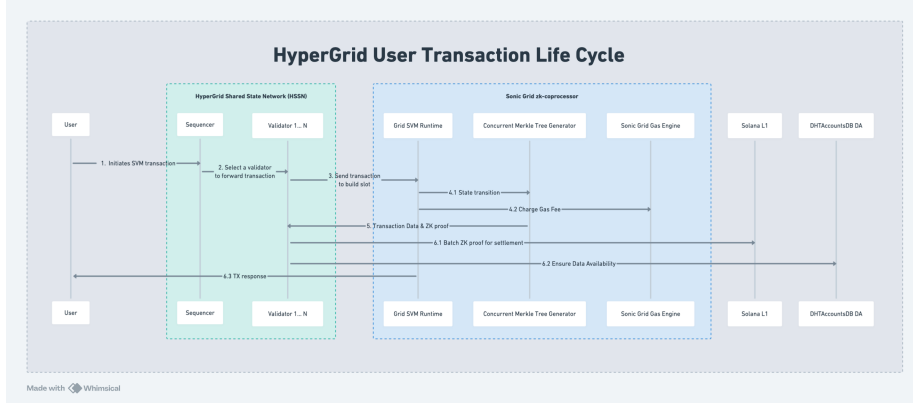 HyperGrid User Transaction Life Cycle
HyperGrid Shared State Network (HSSN)
Sonic Grid zk-coprocessor
User
Sequencer
Validator 1... N
Grid SVM Runtime
Concurrent Merkle Tree Generator
Sonic Grid Gas Engine
Solana L1
DHTAccountsDB DA
1. Initiates SVM transaction
2. Select a validator
to forward transaction
3. Send transaction
to build slot
4.1 State transition
4.2 Charge Gas Fee
5. Transaction Data & ZK proof
6.1 Batch ZK proof for settlement
6.2 Ensure Data Availability
6.3 TX response
User
Sequencer
Validator 1... N
Grid SVM Runtime
Concurrent Merkle Tree Generator
Sonic Grid Gas Engine
Solana L1
DHTAccountsDB DA
Made with Whimsical